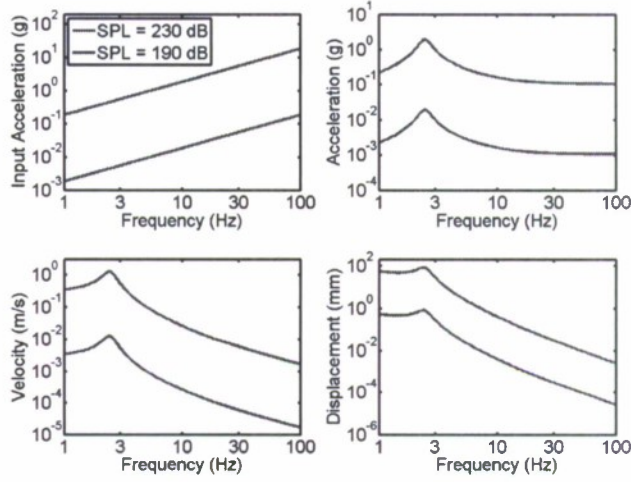 SPL = 230 dB
SPL = 190 dB
Input Acceleration (g)
10^2
10^1
10^0
10^-1
10^-2
10^-3
1 3 10 30 100
Frequency (Hz)
Acceleration (g)
10^1
10^0
10^-1
10^-2
10^-3
10^-4
1 3 10 30 100
Frequency (Hz)
Velocity (m/s)
10^0
10^-1
10^-2
10^-3
10^-4
10^-5
1 3 10 30 100
Frequency (Hz)
Displacement (mm)
10^2
10^0
10^-2
10^-4
10^-6
1 3 10 30 100
Frequency (Hz)